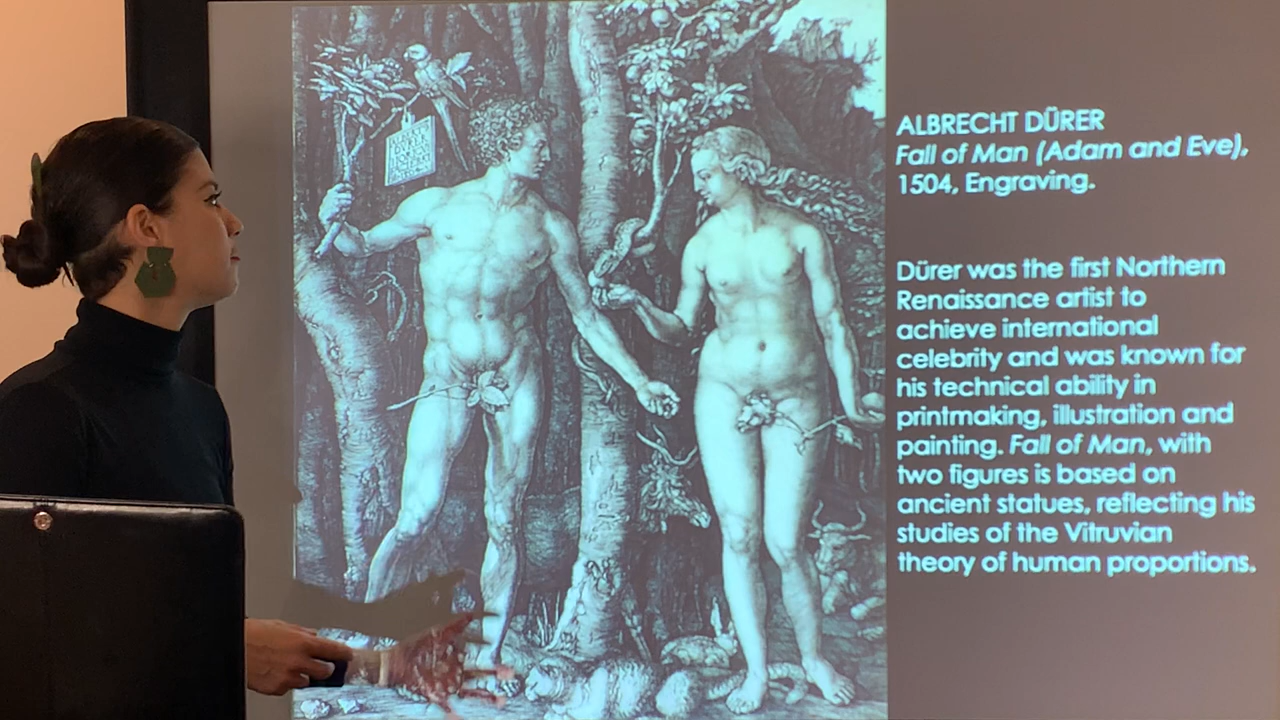 ALBRECHT DÜRER
Fall of Man (Adam and Eve),
1504, Engraving.
Dürer was the first Northern
Renaissance artist to
achieve international
celebrity and was known for
his technical ability in
printmaking, illustration and
painting. Fall of Man, with
two figures is based on
ancient statues, reflecting his
studies of the Vitruvian
theory of human proportions.